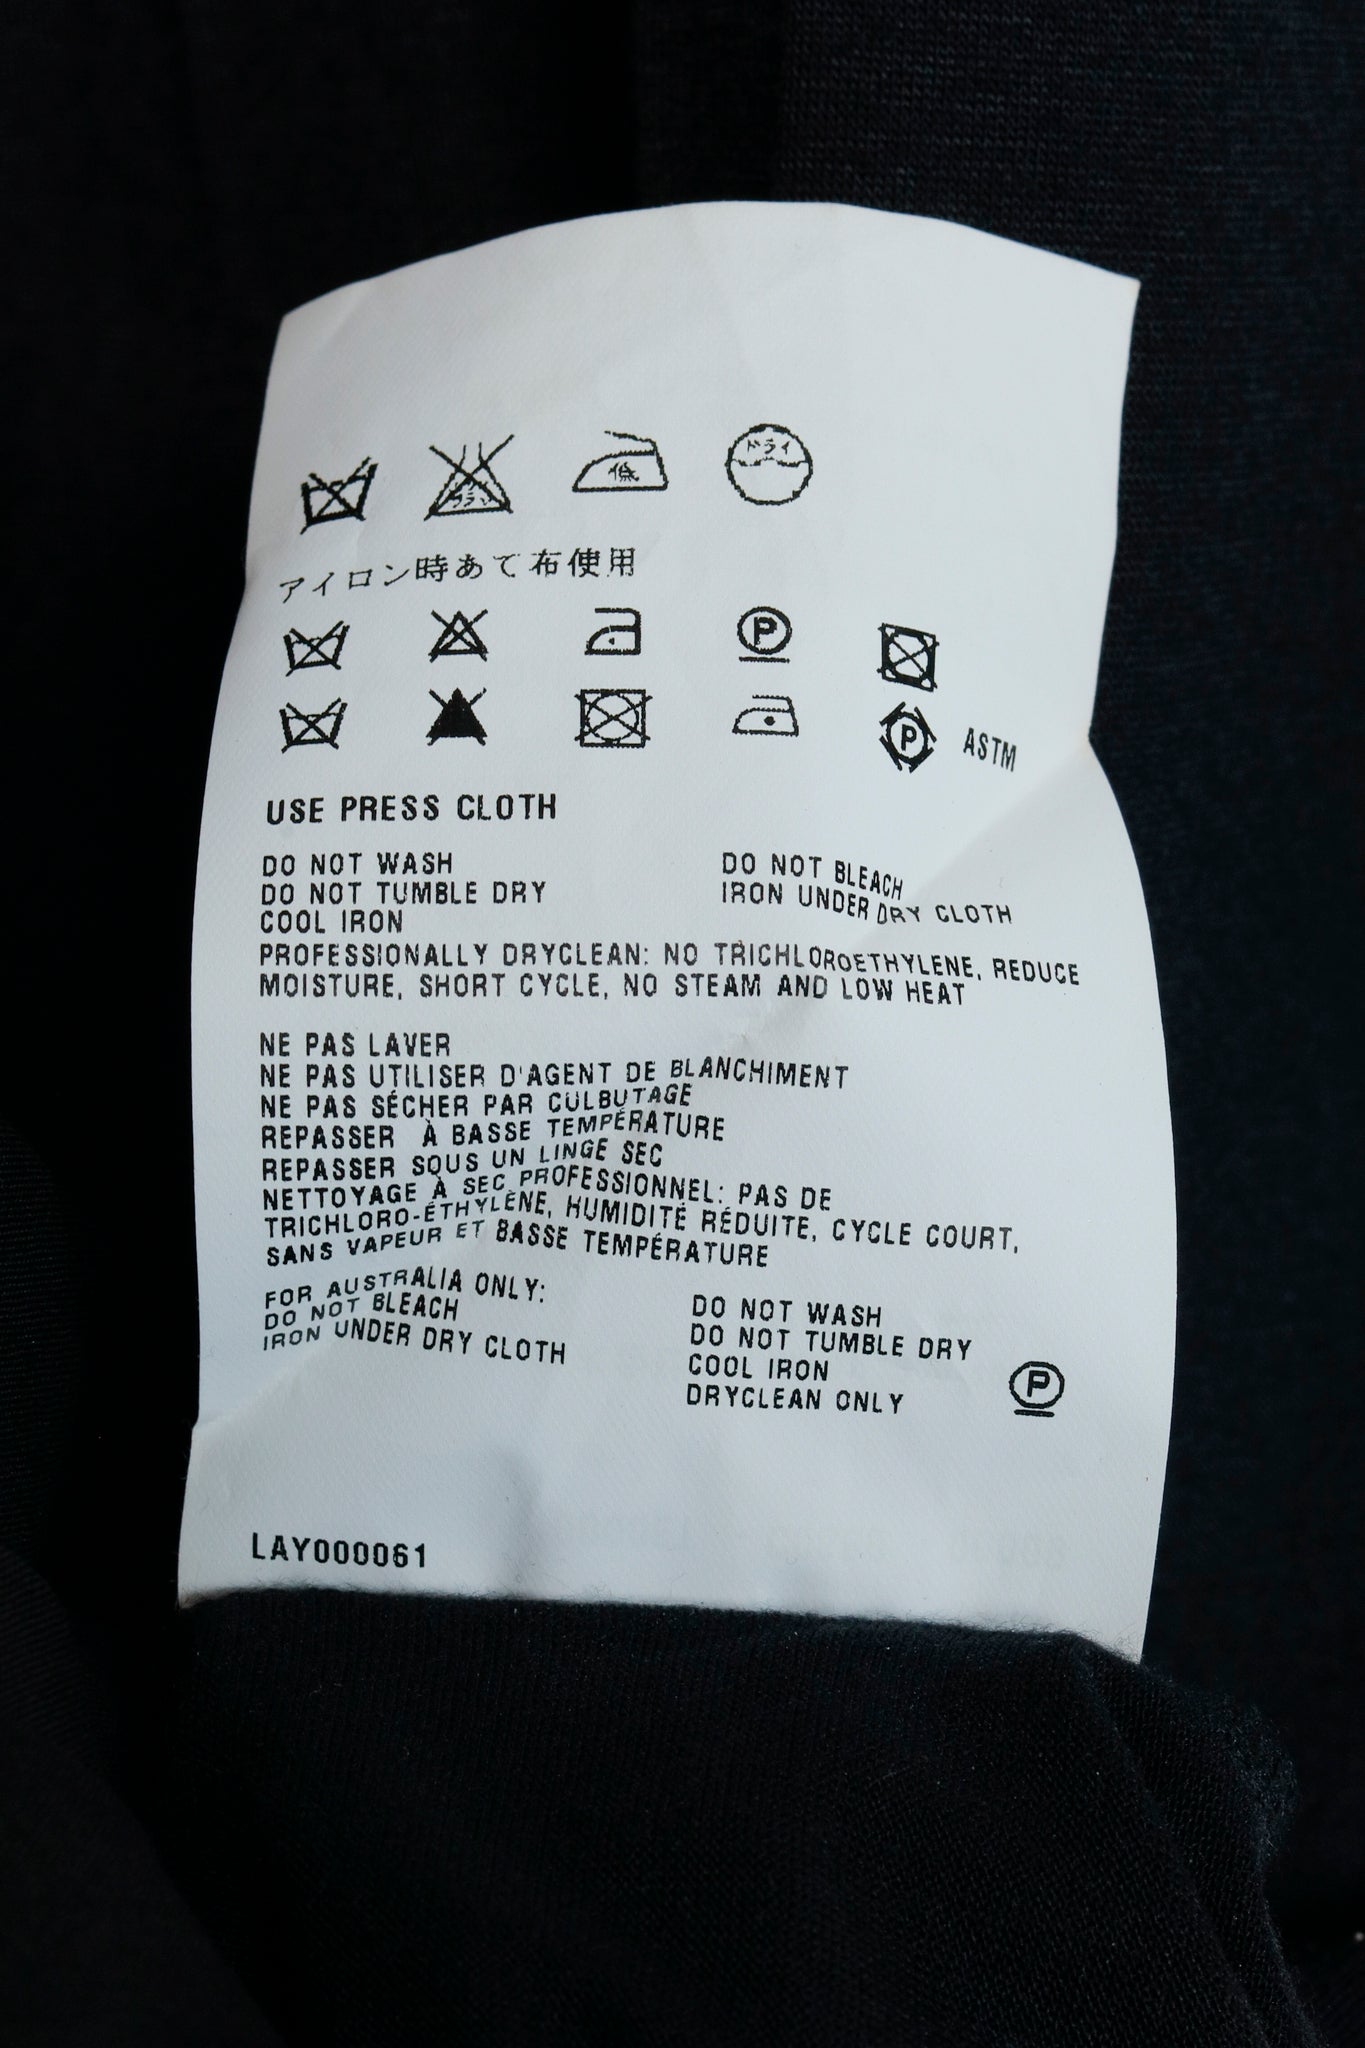 ドライ
低
アイロン時あて布使用
P
P ASTM
USE PRESS CLOTH
DO NOT WASH
DO NOT BLEACH
DO NOT TUMBLE DRY
IRON UNDER DRY CLOTH
COOL IRON
PROFESSIONALLY DRYCLEAN: NO TRICHLOROETHYLENE, REDUCE
MOISTURE, SHORT CYCLE, NO STEAM AND LOW HEAT
NE PAS LAVER
NE PAS UTILISER D'AGENT DE BLANCHIMENT
NE PAS SÉCHER PAR CULBUTAGE
REPASSER À BASSE TEMPÉRATURE
REPASSER SOUS UN LINGE SEC
NETTOYAGE À SEC PROFESSIONNEL: PAS DE
TRICHLORO-ÉTHYLÈNE, HUMIDITÉ RÉDUITE, CYCLE COURT,
SANS VAPEUR ET BASSE TEMPÉRATURE
FOR AUSTRALIA ONLY:
DO NOT BLEACH
IRON UNDER DRY CLOTH
DO NOT WASH
DO NOT TUMBLE DRY
COOL IRON
DRYCLEAN ONLY
P
LAY000061